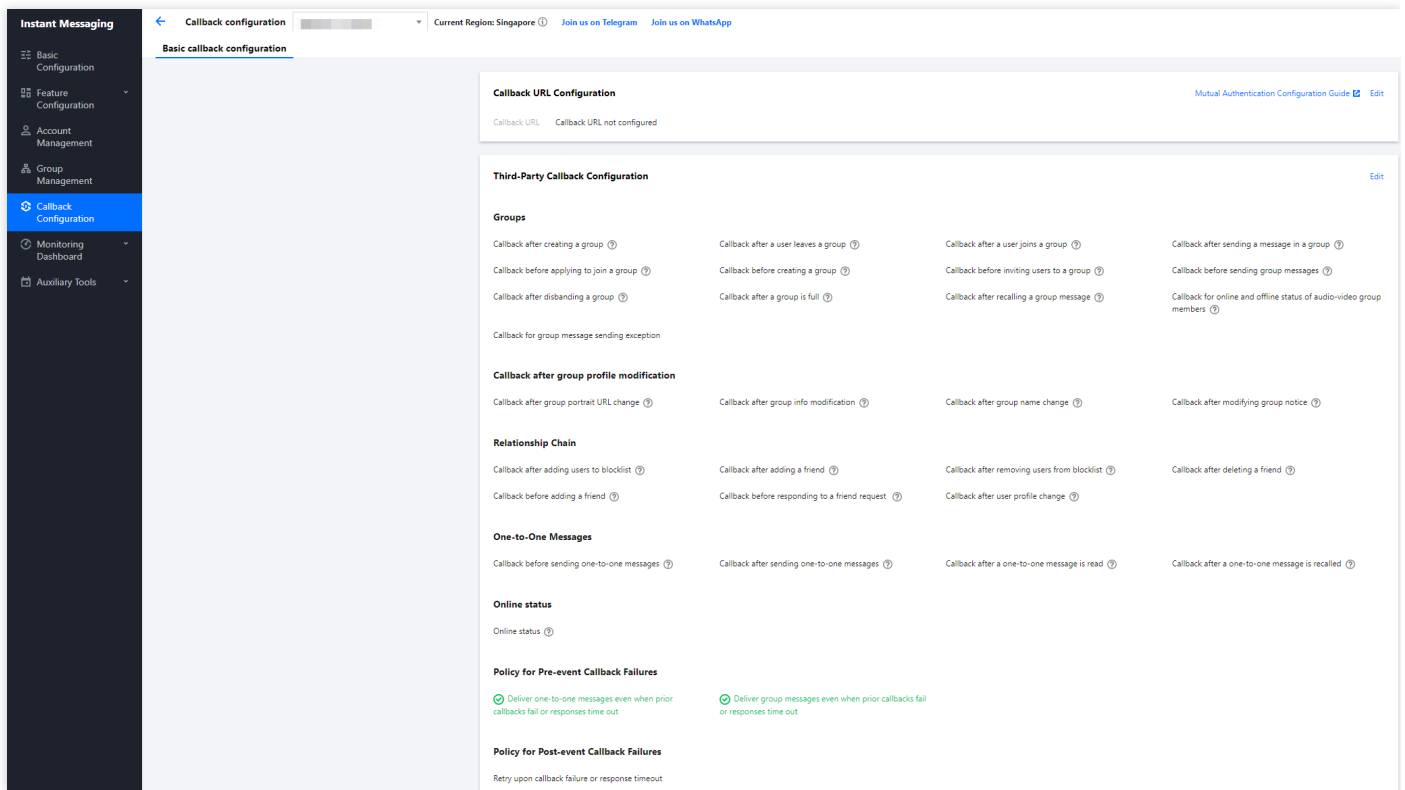 Instant Messaging
Callback configuration
Current Region: Singapore
Join us on Telegram
Join us on WhatsApp
Basic callback configuration
Basic
Configuration
Feature
Configuration
Account
Management
Group
Management
Callback
Configuration
Monitoring
Dashboard
Auxiliary Tools
Callback URL Configuration
Mutual Authentication Configuration Guide
Edit
Callback URL
Callback URL not configured
Third-Party Callback Configuration
Edit
Groups
Callback after creating a group
Callback after a user leaves a group
Callback after a user joins a group
Callback after sending a message in a group
Callback before applying to join a group
Callback before creating a group
Callback before inviting users to a group
Callback before sending group messages
Callback after disbanding a group
Callback after a group is full
Callback after recalling a group message
Callback for online and offline status of audio-video group
members
Callback for group message sending exception
Callback after group profile modification
Callback after group portrait URL change
Callback after group info modification
Callback after group name change
Callback after modifying group notice
Relationship Chain
Callback after adding users to blocklist
Callback after adding a friend
Callback after removing users from blocklist
Callback after deleting a friend
Callback before adding a friend
Callback before responding to a friend request
Callback after user profile change
One-to-One Messages
Callback before sending one-to-one messages
Callback after sending one-to-one messages
Callback after a one-to-one message is read
Callback after a one-to-one message is recalled
Online status
Online status
Policy for Pre-event Callback Failures
Deliver one-to-one messages even when prior
callbacks fail or responses time out
Deliver group messages even when prior callbacks fail
or responses time out
Policy for Post-event Callback Failures
Retry upon callback failure or response timeout